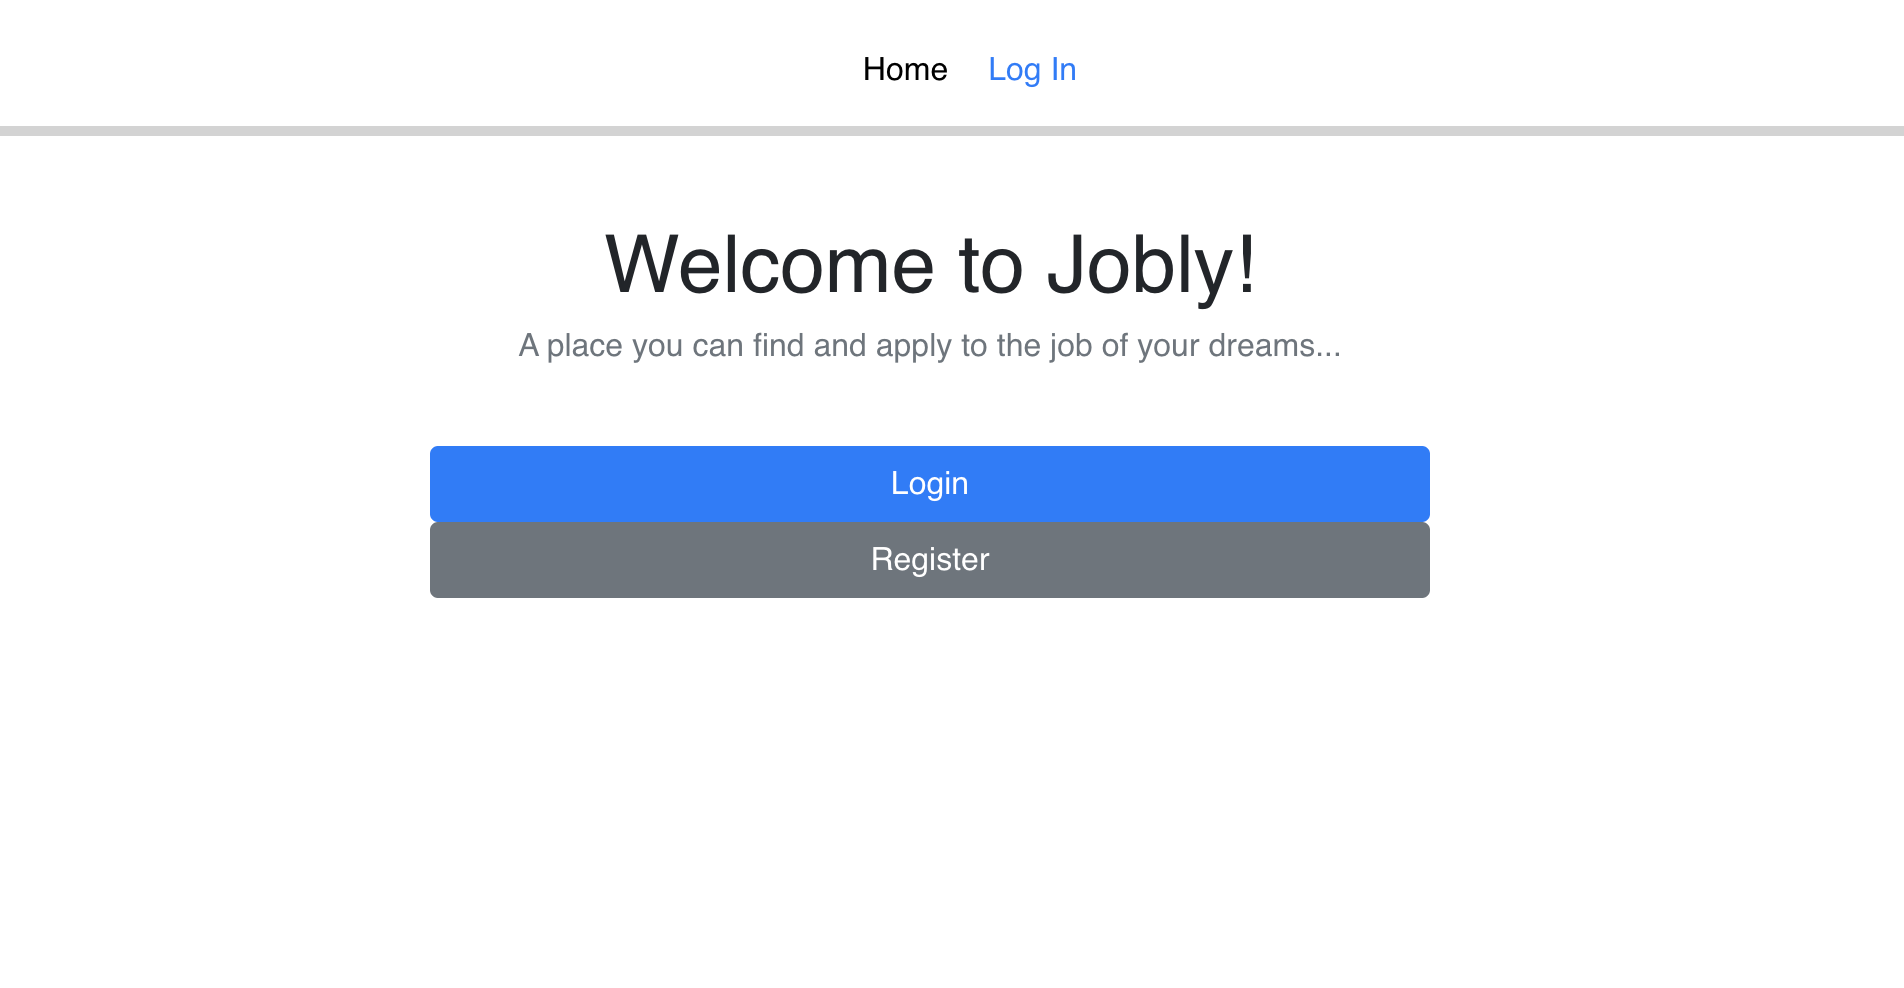 Home Log In
Welcome to Jobly!
A place you can find and apply to the job of your dreams...
Login
Register